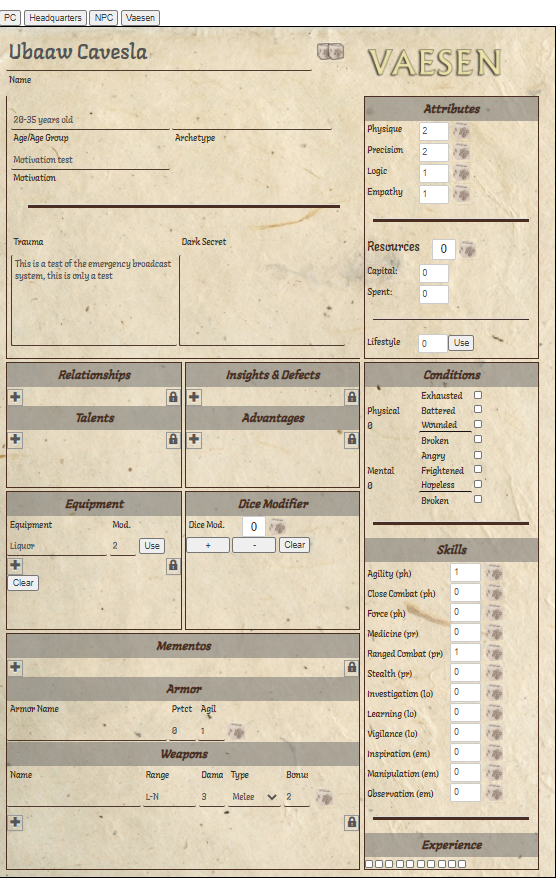 PC Headquarters NPC Vaesen
Ubaaw Cavesla
VAESEN
Name
20-35 years old
Age/Age Group Archetype
Motivation test
Motivation
Trauma Dark Secret
This is a test of the emergency broadcast
system, this is only a test
Attributes
Physique 2
Precision 2
Logic 1
Empathy 1
Resources 0
Capital: 0
Spent: 0
Lifestyle 0 Use
Relationships
Insights & Defects
Talents
Advantages
Conditions
Exhausted
Physical Battered
0 Wounded
Broken
Angry
Mental Frightened
0 Hopeless
Broken
Equipment
Equipment Mod.
Liquor 2 Use
Clear
Dice Modifier
Dice Mod. 0
+ - Clear
Mementos
Armor
Armor Name Prtct Agil
0 1
Weapons
Name Range Dama Type Bonus
L-N 3 Melee 2
Skills
Agility (ph) 1
Close Combat (ph) 0
Force (ph) 0
Medicine (pr) 0
Ranged Combat (pr) 1
Stealth (pr) 0
Investigation (lo) 0
Learning (lo) 0
Vigilance (lo) 0
Inspiration (em) 0
Manipulation (em) 0
Observation (em) 0
Experience